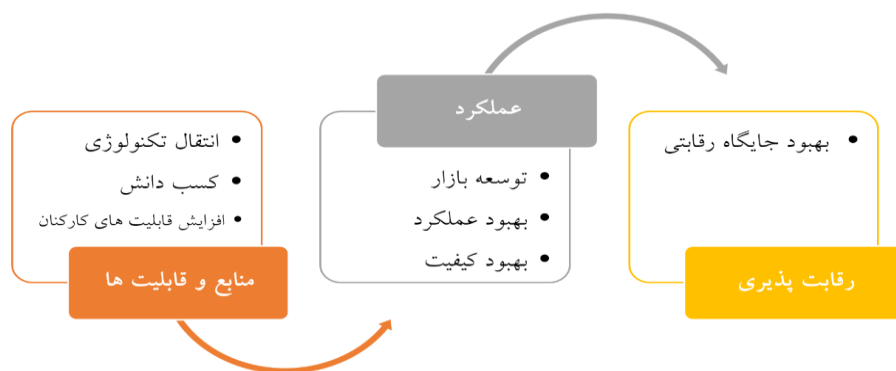 • انتقال تکنولوژی
• کسب دانش
• افزایش قابلیت های کارکنان
منابع و قابلیت ها
عملکرد
• توسعه بازار
• بهبود عملکرد
• بهبود کیفیت
• بهبود جایگاه رقابتی
رقابت پذیری